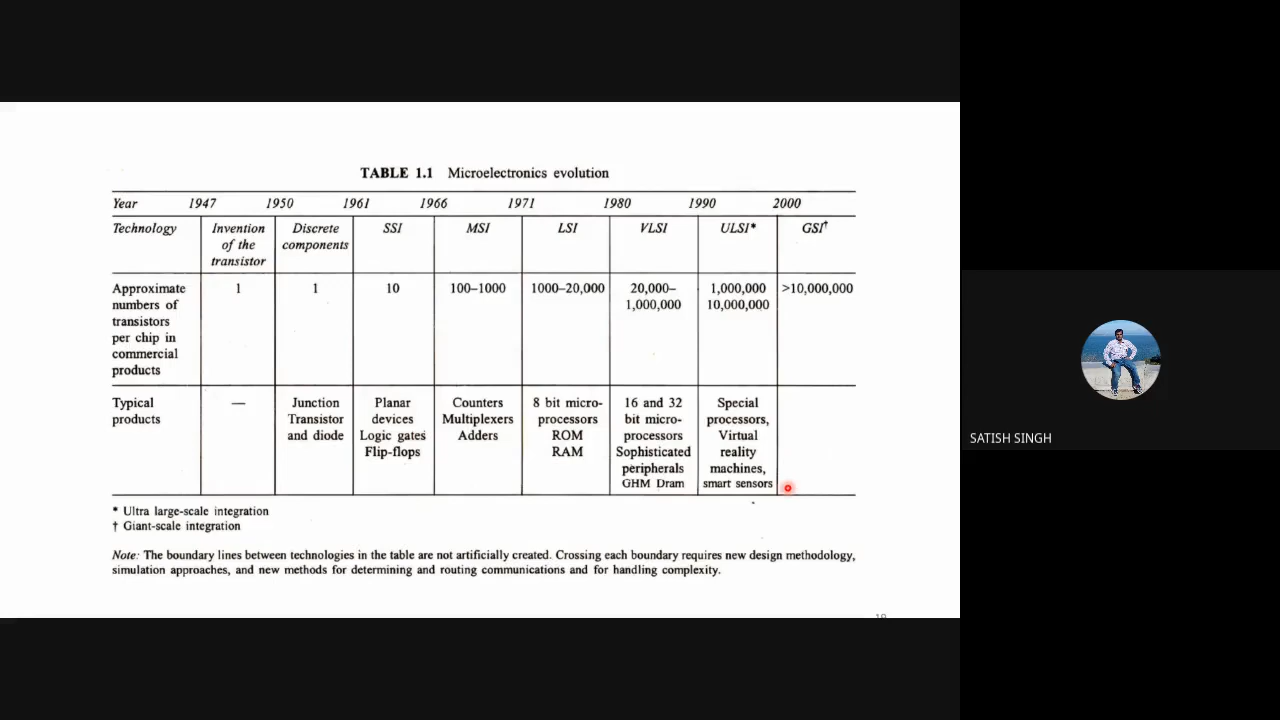 TABLE 1.1 Microelectronics evolution
Year 1947 1950 1961 1966 1971 1980 1990 2000
Technology Invention Discrete SSI MSI LSI VLSI ULSI* GSI†
of the components
transistor
Approximate 1 1 10 100–1000 1000–20,000 20,000– 1,000,000 >10,000,000
numbers of 1,000,000 10,000,000
transistors
per chip in
commercial
products
Typical — Junction Planar Counters 8 bit micro- 16 and 32 Special
products Transistor devices Multiplexers processors bit micro- processors,
and diode Logic gates Adders ROM processors Virtual
Flip-flops RAM Sophisticated reality
peripherals machines,
GHM Dram smart sensors
* Ultra large-scale integration
† Giant-scale integration
Note: The boundary lines between technologies in the table are not artificially created. Crossing each boundary requires new design methodology,
simulation approaches, and new methods for determining and routing communications and for handling complexity.
SATISH SINGH